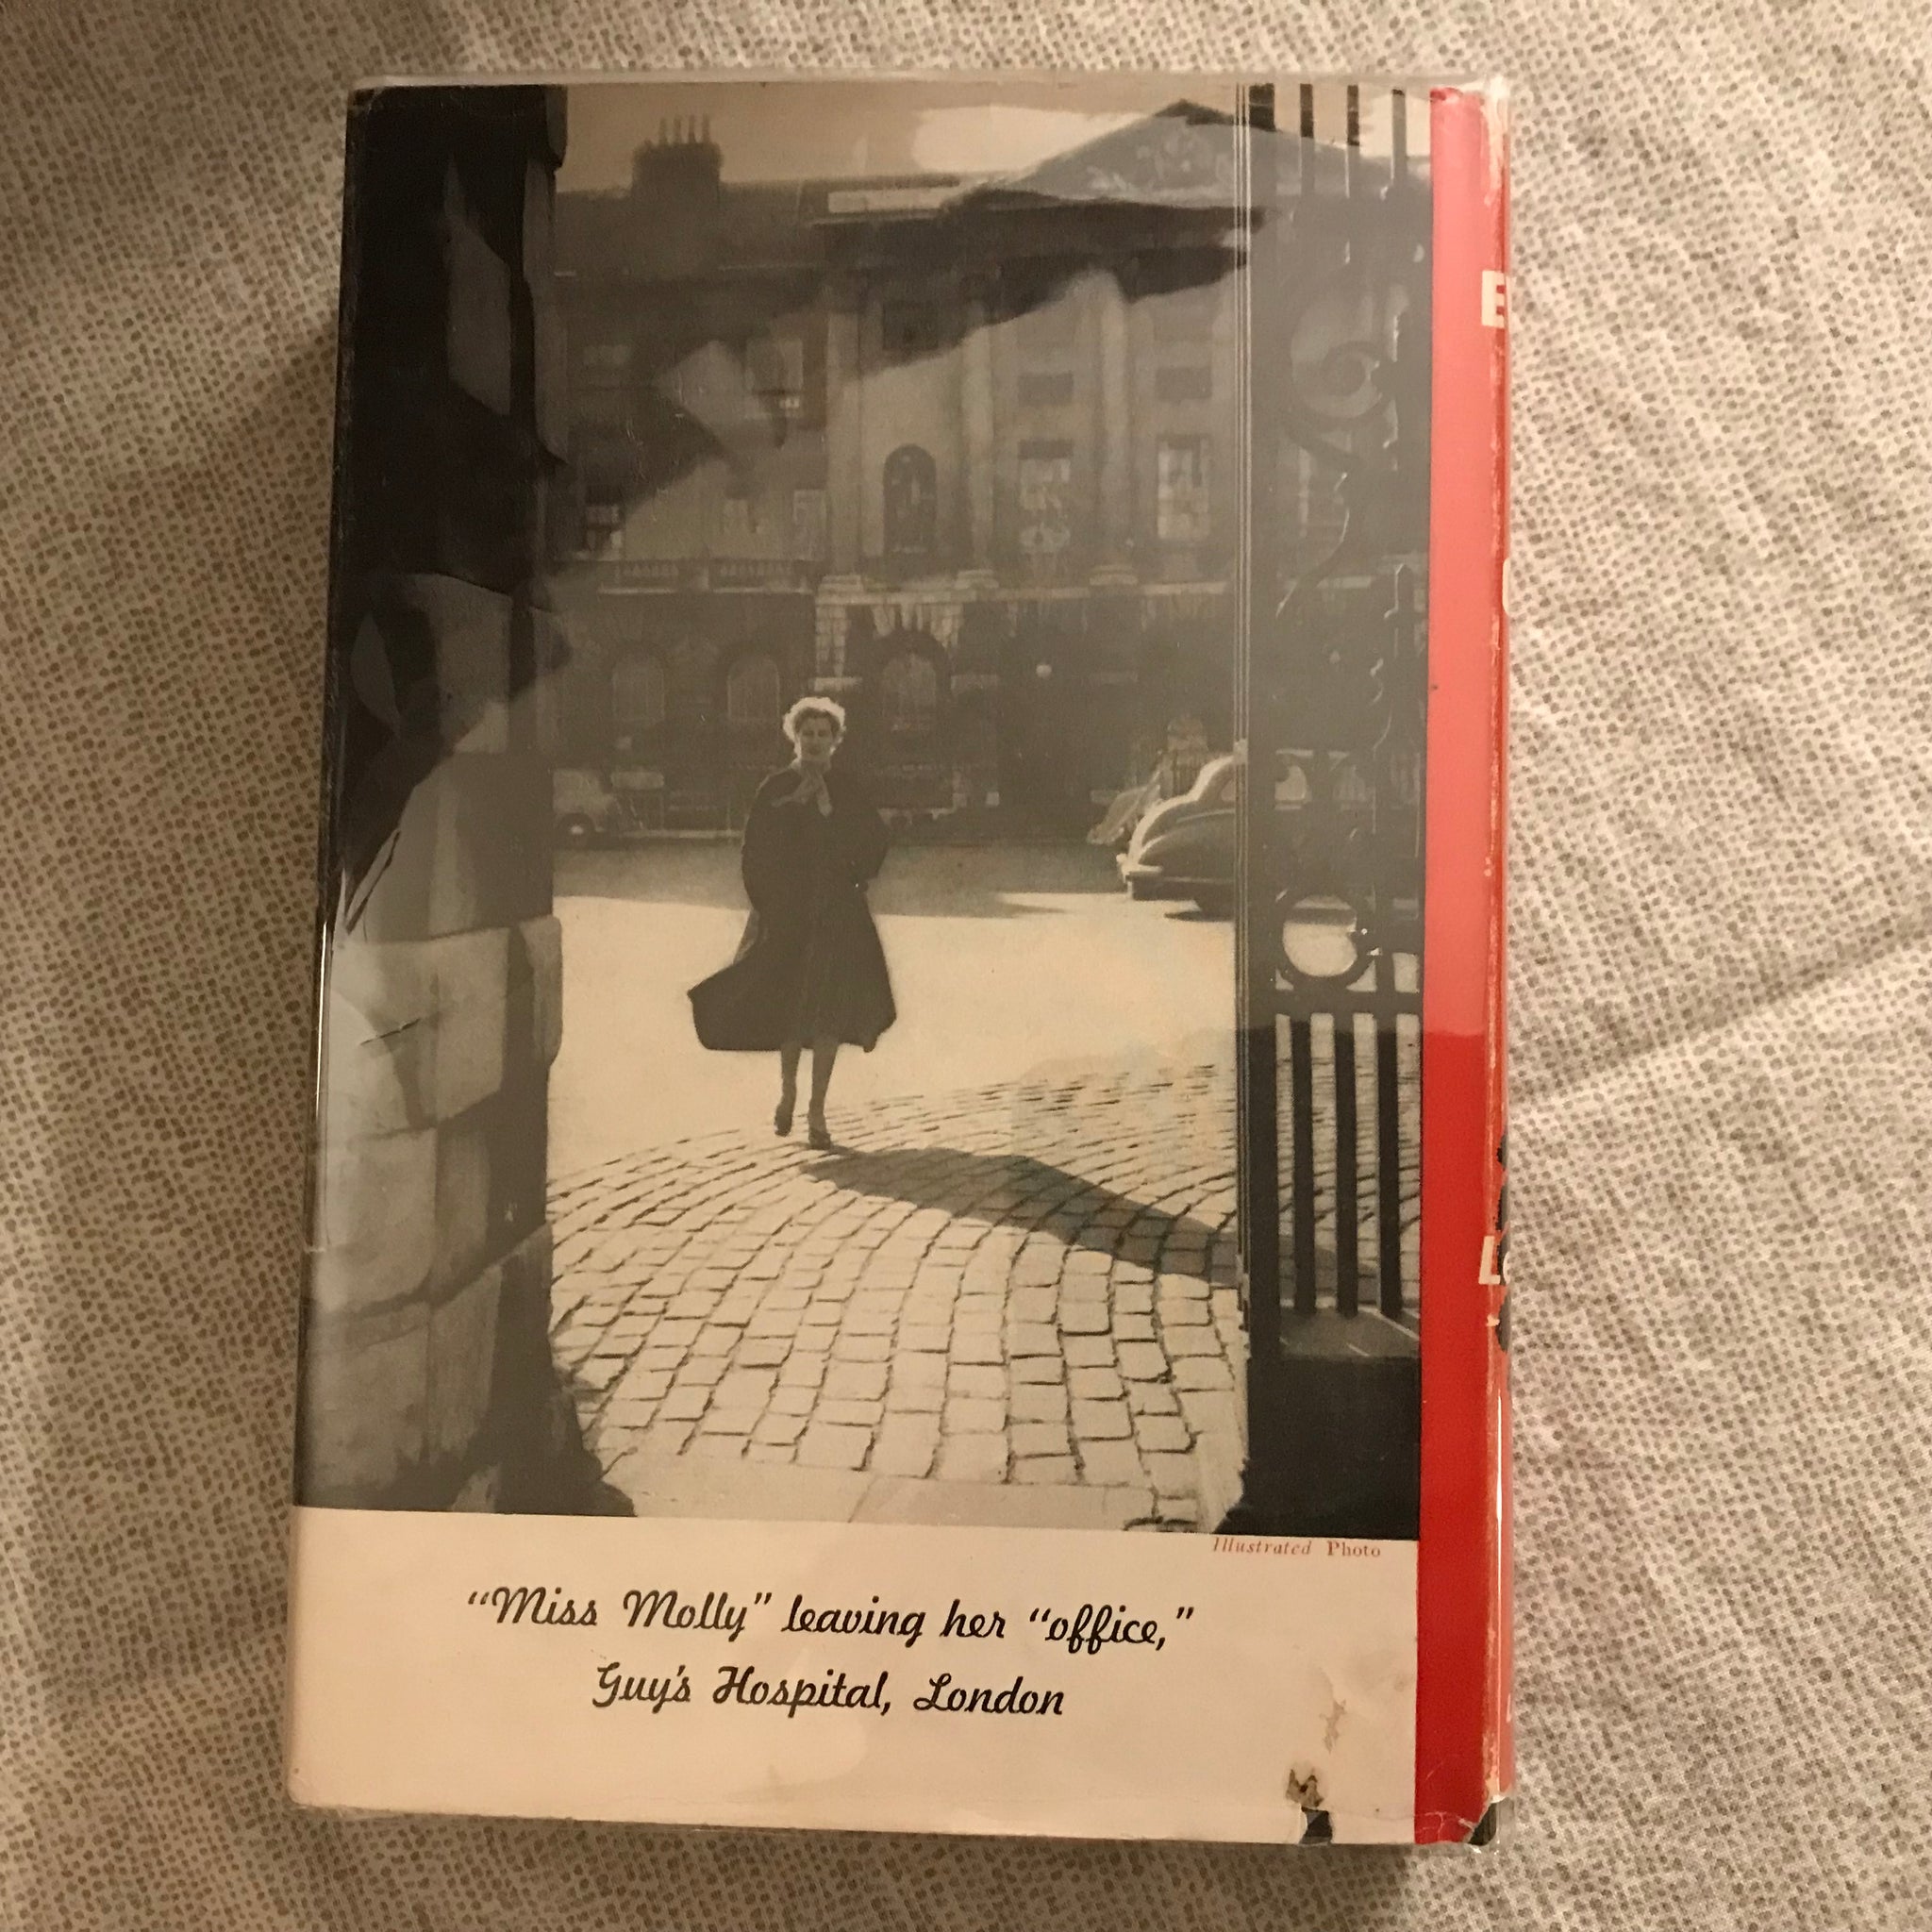 Illustrated Photo
“Miss Molly” leaving her “office,”
Guy’s Hospital, London
E
L